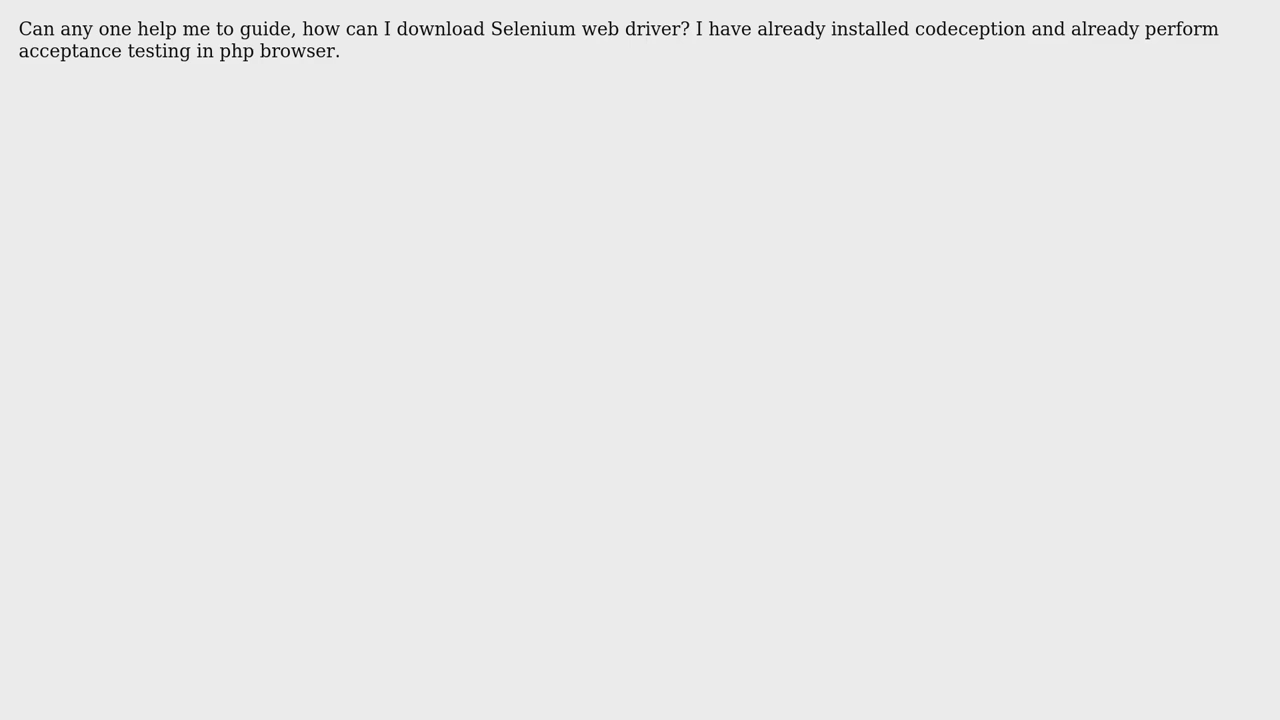 Can any one help me to guide, how can I download Selenium web driver? I have already installed codeception and already perform
acceptance testing in php browser.